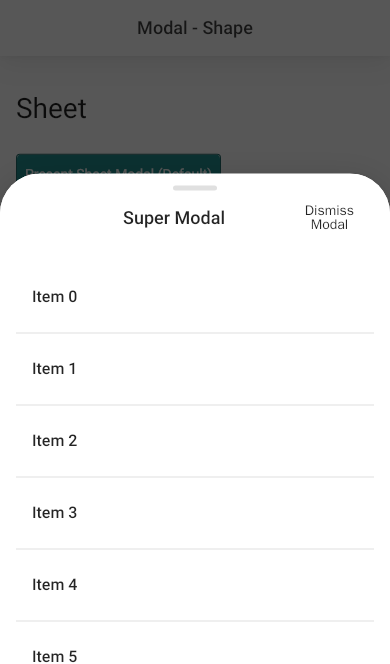 Modal - Shape
Sheet
Present Sheet Modal (Default)
Super Modal
Dismiss
Modal
Item 0
Item 1
Item 2
Item 3
Item 4
Item 5